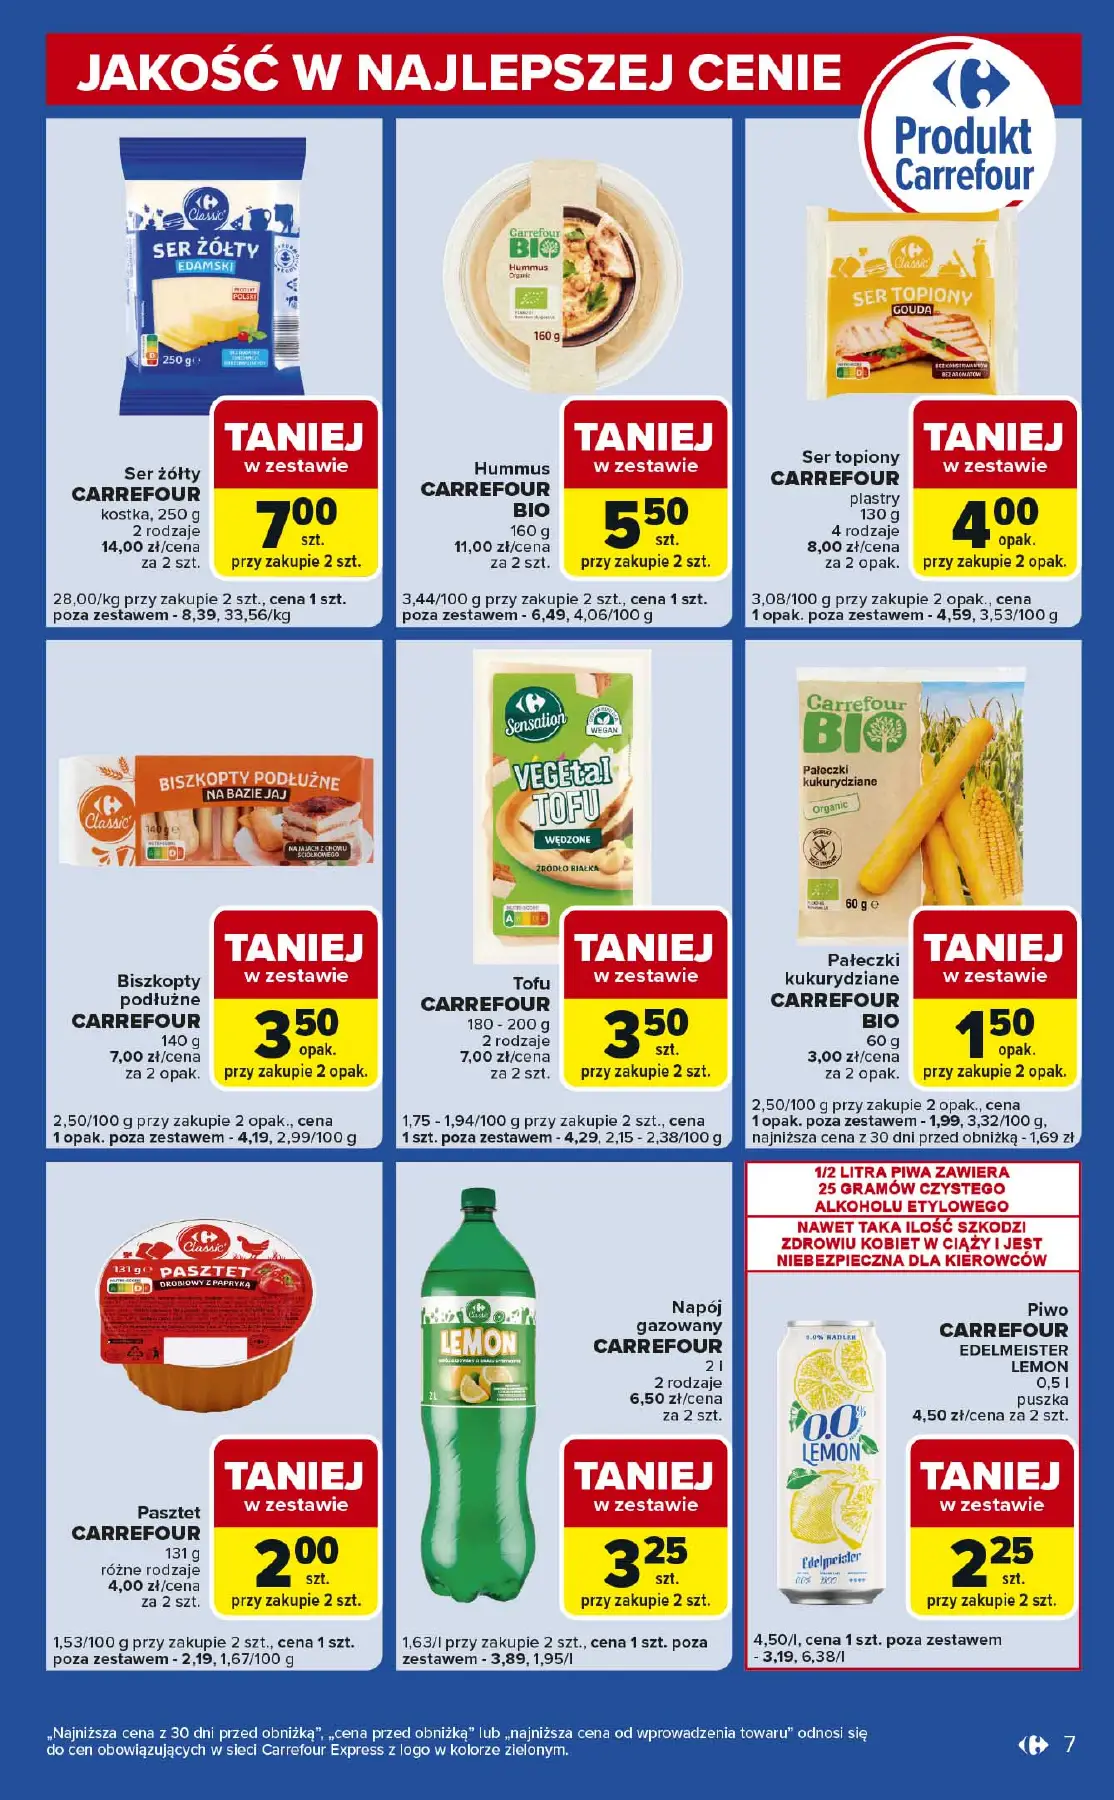 JAKOŚĆ W NAJLEPSZEJ CENIE
Produkt
Carrefour
Classic
SER ŻÓŁTY
EDAMSKI
PRODUKT
POLSKI
250 g
TANIEJ
w zestawie
7,00
szt.
przy zakupie 2 szt.
Ser żółty
CARREFOUR
kostka, 250 g
2 rodzaje
14,00 zł/cena
za 2 szt.
28,00/kg przy zakupie 2 szt., cena 1 szt.
poza zestawem - 8,39, 33,56/kg
Carrefour
BIO
Hummus
Organic
160 g
TANIEJ
w zestawie
5,50
szt.
przy zakupie 2 szt.
Hummus
CARREFOUR
BIO
160 g
11,00 zł/cena
za 2 szt.
3,44/100 g przy zakupie 2 szt., cena 1 szt.
poza zestawem - 6,49, 4,06/100 g
Classic
SER TOPIONY
GOUDA
BEZ AROMATÓW
TANIEJ
w zestawie
4,00
opak.
przy zakupie 2 opak.
Ser topiony
CARREFOUR
plastry
130 g
4 rodzaje
8,00 zł/cena
za 2 opak.
3,08/100 g przy zakupie 2 opak., cena
1 opak. poza zestawem - 4,59, 3,53/100 g
Classic
BISZKOPTY PODŁUŻNE
NA BAZIE JAJ
140 g
NA JAJACH Z CHOWU
ŚCIÓŁKOWEGO
TANIEJ
w zestawie
3,50
opak.
przy zakupie 2 opak.
Biszkopty
podłużne
CARREFOUR
140 g
7,00 zł/cena
za 2 opak.
2,50/100 g przy zakupie 2 opak., cena
1 opak. poza zestawem - 4,19, 2,99/100 g
Sensation
WEGAN
VEGEtal
TOFU
WĘDZONE
ŹRÓDŁO BIAŁKA
NUTRI-SCORE
TANIEJ
w zestawie
3,50
szt.
przy zakupie 2 szt.
Tofu
CARREFOUR
180 - 200 g
2 rodzaje
7,00 zł/cena
za 2 szt.
1,75 - 1,94/100 g przy zakupie 2 szt., cena
1 szt. poza zestawem - 4,29, 2,15 - 2,38/100 g
Carrefour
BIO
Pałeczki
kukurydziane
Organic
60 g
TANIEJ
w zestawie
1,50
opak.
przy zakupie 2 opak.
Pałeczki
kukurydziane
CARREFOUR
BIO
60 g
3,00 zł/cena
za 2 opak.
2,50/100 g przy zakupie 2 opak., cena
1 opak. poza zestawem - 1,99, 3,32/100 g,
najniższa cena z 30 dni przed obniżką - 1,69 zł
Classic
131 g
PASZTET
DROBIOWY Z PAPRYKĄ
TANIEJ
w zestawie
2,00
szt.
przy zakupie 2 szt.
Pasztet
CARREFOUR
131 g
różne rodzaje
4,00 zł/cena
za 2 szt.
1,53/100 g przy zakupie 2 szt., cena 1 szt.
poza zestawem - 2,19, 1,67/100 g
Classic
LEMON
2L
Napój
gazowany
CARREFOUR
2 l
2 rodzaje
6,50 zł/cena
za 2 szt.
TANIEJ
w zestawie
3,25
szt.
przy zakupie 2 szt.
1,63/l przy zakupie 2 szt., cena 1 szt. poza
zestawem - 3,89, 1,95/l
1/2 LITRA PIWA ZAWIERA
25 GRAMÓW CZYSTEGO
ALKOHOLU ETYLOWEGO
NAWET TAKA ILOŚĆ SZKODZI
ZDROWIU KOBIET W CIĄŻY I JEST
NIEBEZPIECZNA DLA KIEROWCÓW
0.0% RADLER
0.0%
LEMON
Edelmeister
Piwo
CARREFOUR
EDELMEISTER
LEMON
0,5 l
puszka
4,50 zł/cena za 2 szt.
TANIEJ
w zestawie
2,25
szt.
przy zakupie 2 szt.
4,50/l, cena 1 szt. poza zestawem
- 3,19, 6,38/l
„Najniższa cena z 30 dni przed obniżką”, „cena przed obniżką” lub „najniższa cena od wprowadzenia towaru” odnosi się
do cen obowiązujących w sieci Carrefour Express z logo w kolorze zielonym.
7